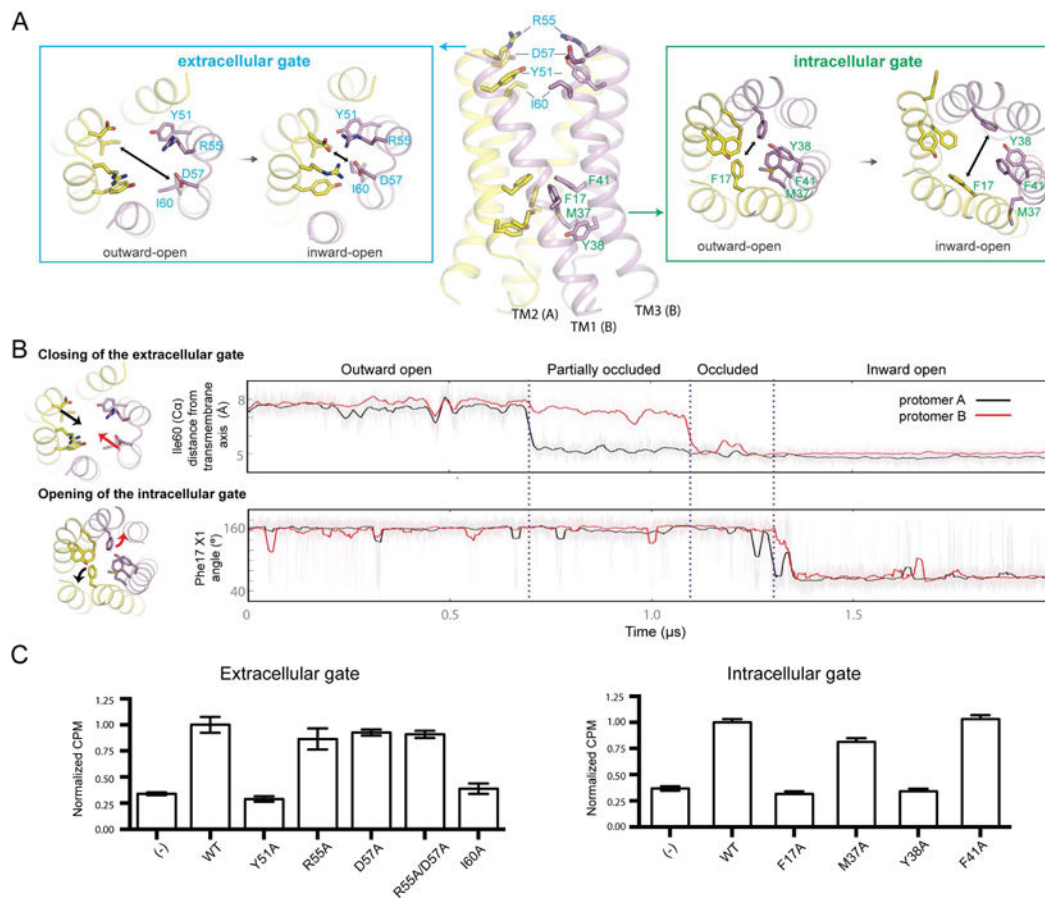 A
extracellular gate
Y51
R55
D57
I60
outward-open
Y51
R55
D57
I60
inward-open
R55
D57
Y51
I60
F41
F17
M37
Y38
TM2 (A)
TM1 (B)
TM3 (B)
intracellular gate
Y38
F17
F41
M37
outward-open
Y38
F17
F41
M37
inward-open
B
Closing of the extracellular gate
Opening of the intracellular gate
Outward open
Partially occluded
Occluded
Inward open
protomer A
protomer B
Ile60 (Cα)
distance from
transmembrane
axis (Å)
8
5
Phe17 X1
angle (º)
160
40
0
0.5
1.0
1.5
Time (µs)
C
Extracellular gate
Normalized CPM
1.25
1.00
0.75
0.50
0.25
0.00
(-)
WT
Y51A
R55A
D57A
R55A/D57A
I60A
Intracellular gate
Normalized CPM
1.25
1.00
0.75
0.50
0.25
0.00
(-)
WT
F17A
M37A
Y38A
F41A